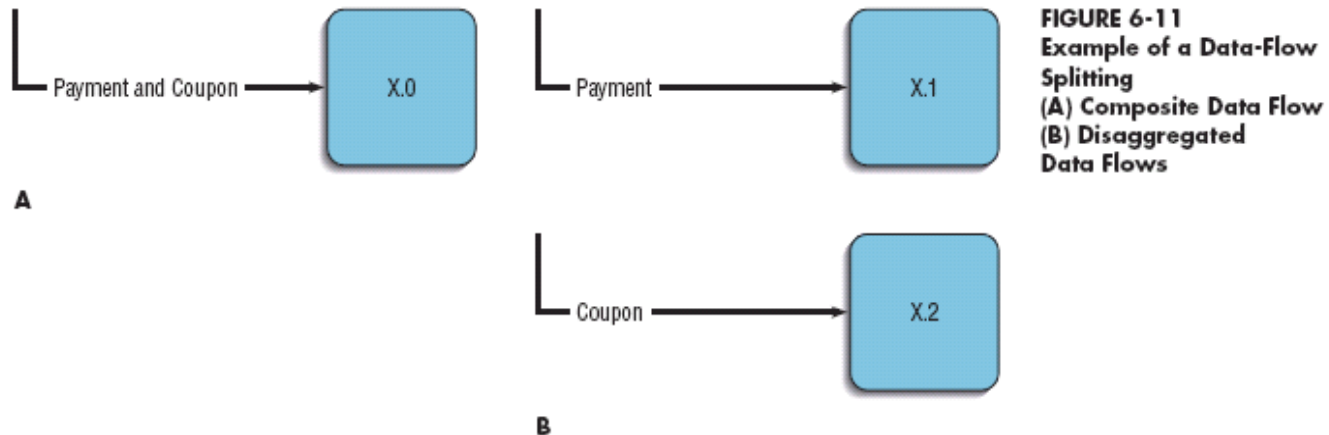 Payment and Coupon
X.0
A
Payment
X.1
Coupon
X.2
B
FIGURE 6-11
Example of a Data-Flow
Splitting
(A) Composite Data Flow
(B) Disaggregated
Data Flows